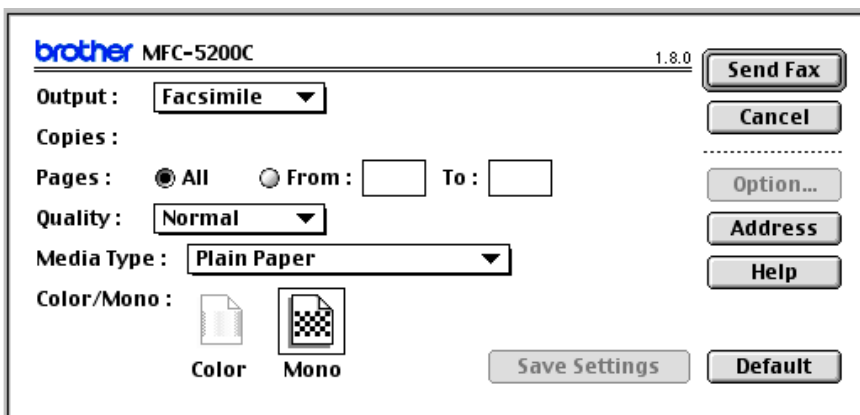 brother MFC-5200C 1.8.0
Send Fax
Output : Facsimile
Cancel
Copies :
Pages : All From : To :
Option...
Quality : Normal
Address
Media Type : Plain Paper
Help
Color/Mono :
Color Mono
Save Settings Default